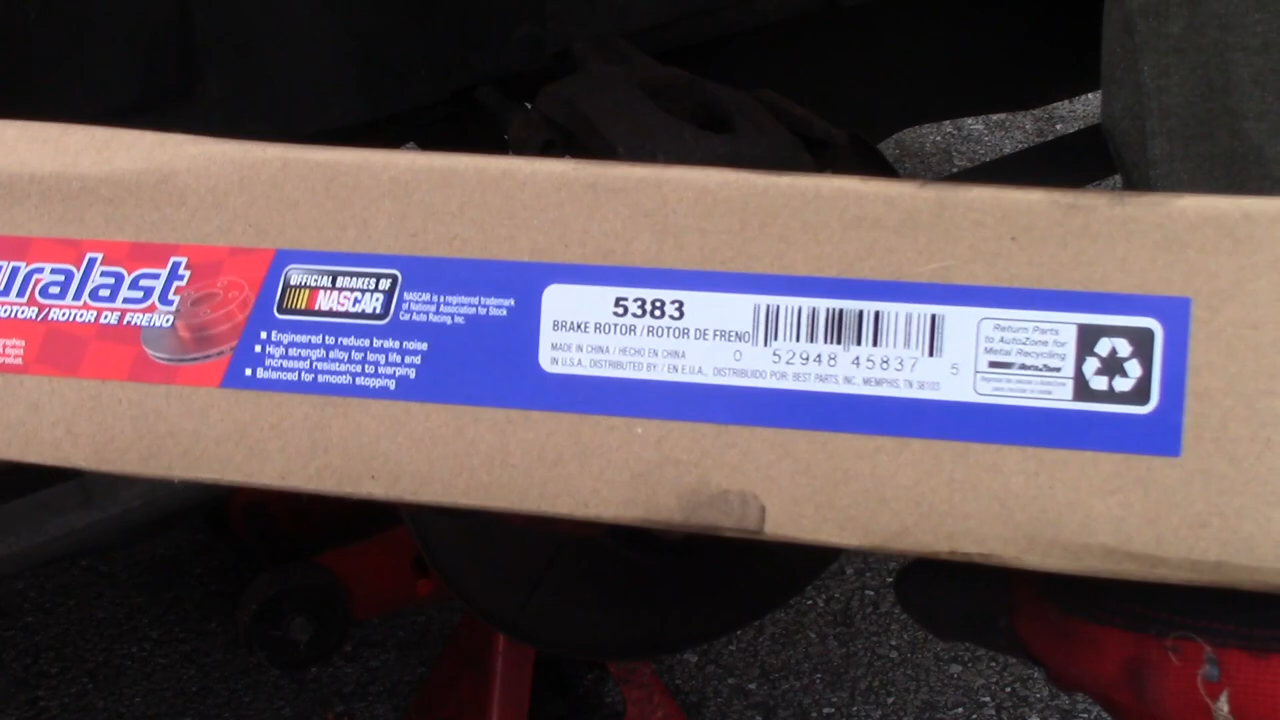 uralast
ROTOR / ROTOR DE FRENO
OFFICIAL BRAKES OF
NASCAR
NASCAR is a registered trademark
of National Association for Stock
Car Auto Racing, Inc.
■ Engineered to reduce brake noise
■ High strength alloy for long life and
increased resistance to warping
■ Balanced for smooth stopping
5383
BRAKE ROTOR / ROTOR DE FRENO
MADE IN CHINA / HECHO EN CHINA
IN U.S.A., DISTRIBUTED BY: / EN E.U.A., DISTRIBUIDO POR: BEST PARTS, INC., MEMPHIS, TN 38103
0 52948 45837 5
Return Parts
to AutoZone for
Metal Recycling
AutoZone